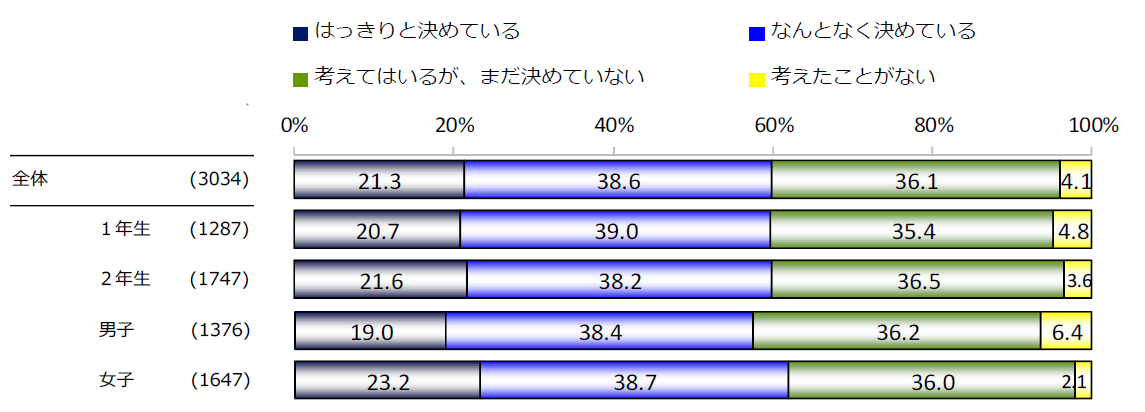 はっきりと決めている なんとなく決めている
考えてはいるが、まだ決めていない 考えたことがない
0% 20% 40% 60% 80% 100%
全体 (3034) 21.3 38.6 36.1 4.1
１年生 (1287) 20.7 39.0 35.4 4.8
２年生 (1747) 21.6 38.2 36.5 3.6
男子 (1376) 19.0 38.4 36.2 6.4
女子 (1647) 23.2 38.7 36.0 2.1